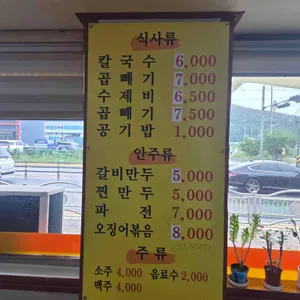 식사류
칼국수 6,000
곱빼기 7,000
수제비 6,500
곱빼기 7,500
공기밥 1,000
안주류
갈비만두 5,000
찐만두 5,000
파전 7,000
오징어볶음 8,000
주류
소주 4,000 음료수 2,000
맥주 4,000